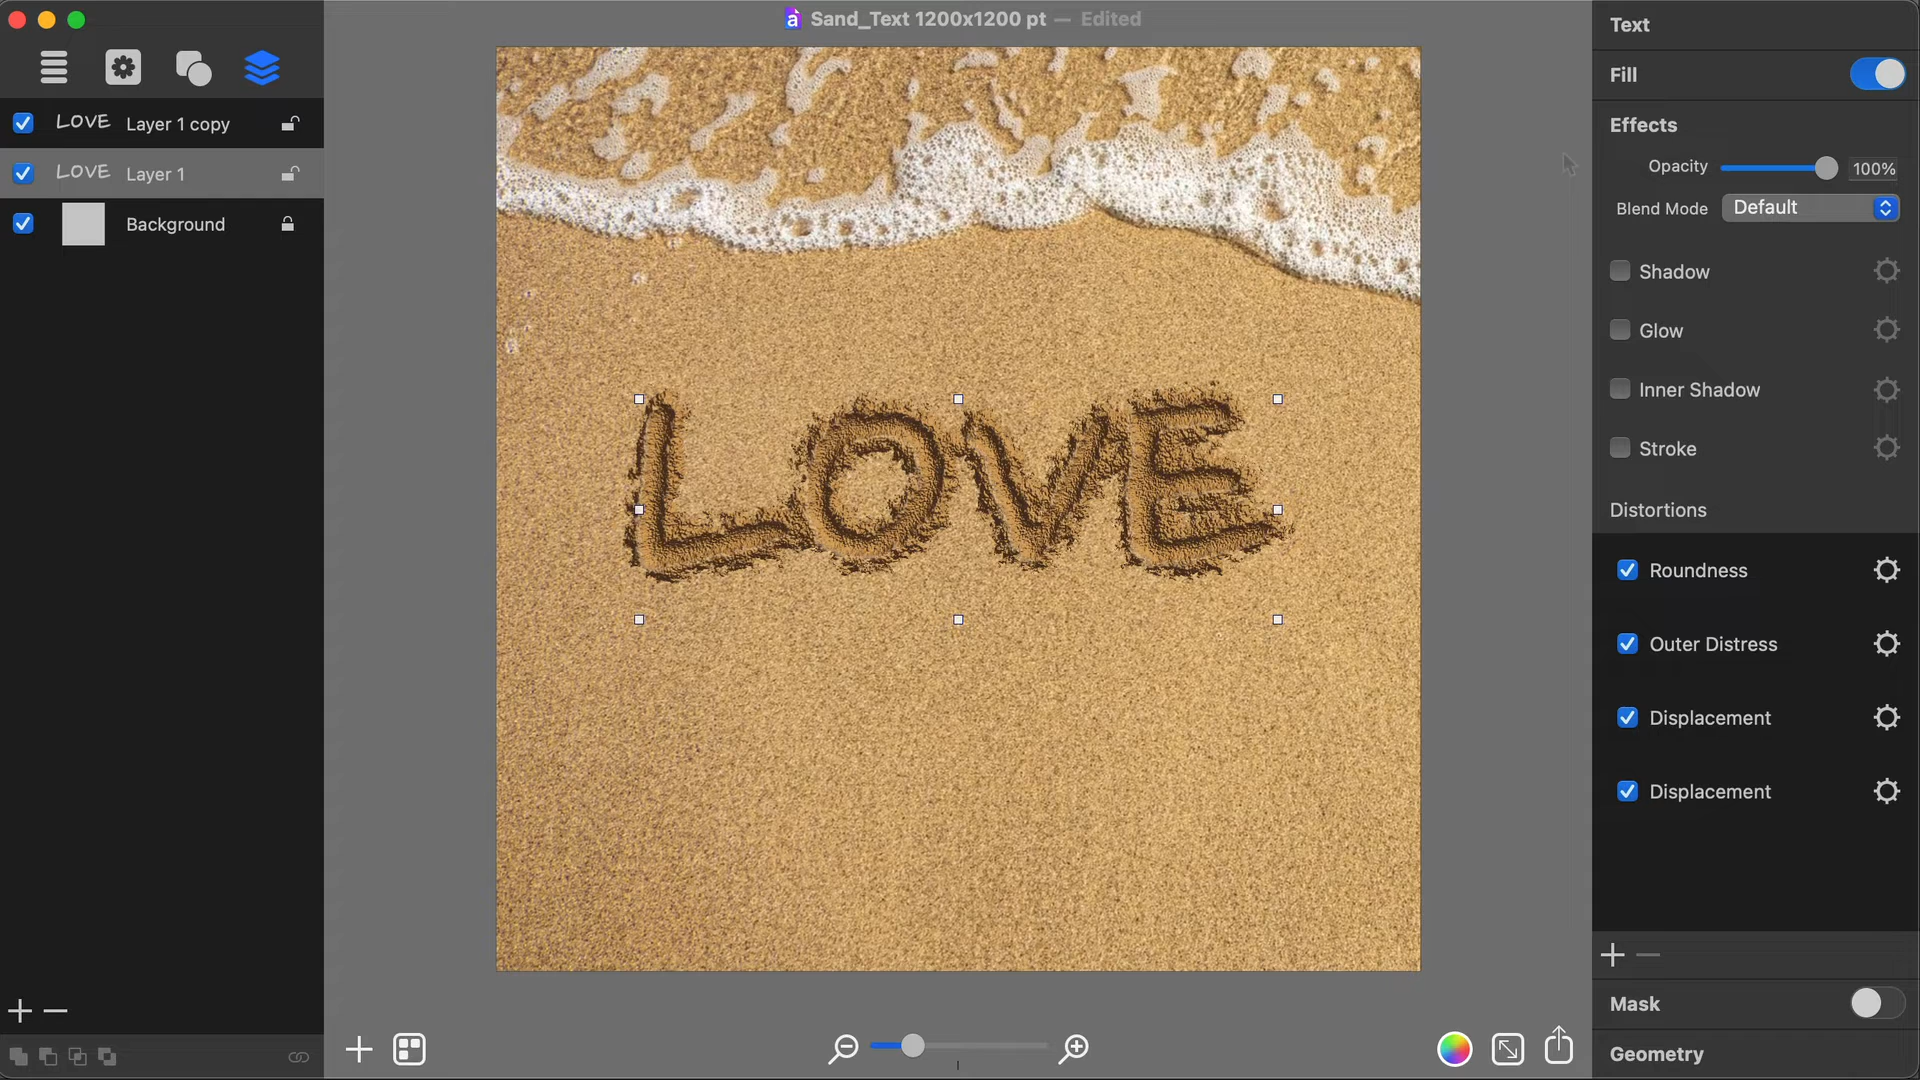 a Sand_Text 1200x1200 pt — Edited
LOVE Layer 1 copy
LOVE Layer 1
Background
LOVE
Text
Fill
Effects
Opacity 100%
Blend Mode Default
Shadow
Glow
Inner Shadow
Stroke
Distortions
Roundness
Outer Distress
Displacement
Displacement
Mask
Geometry